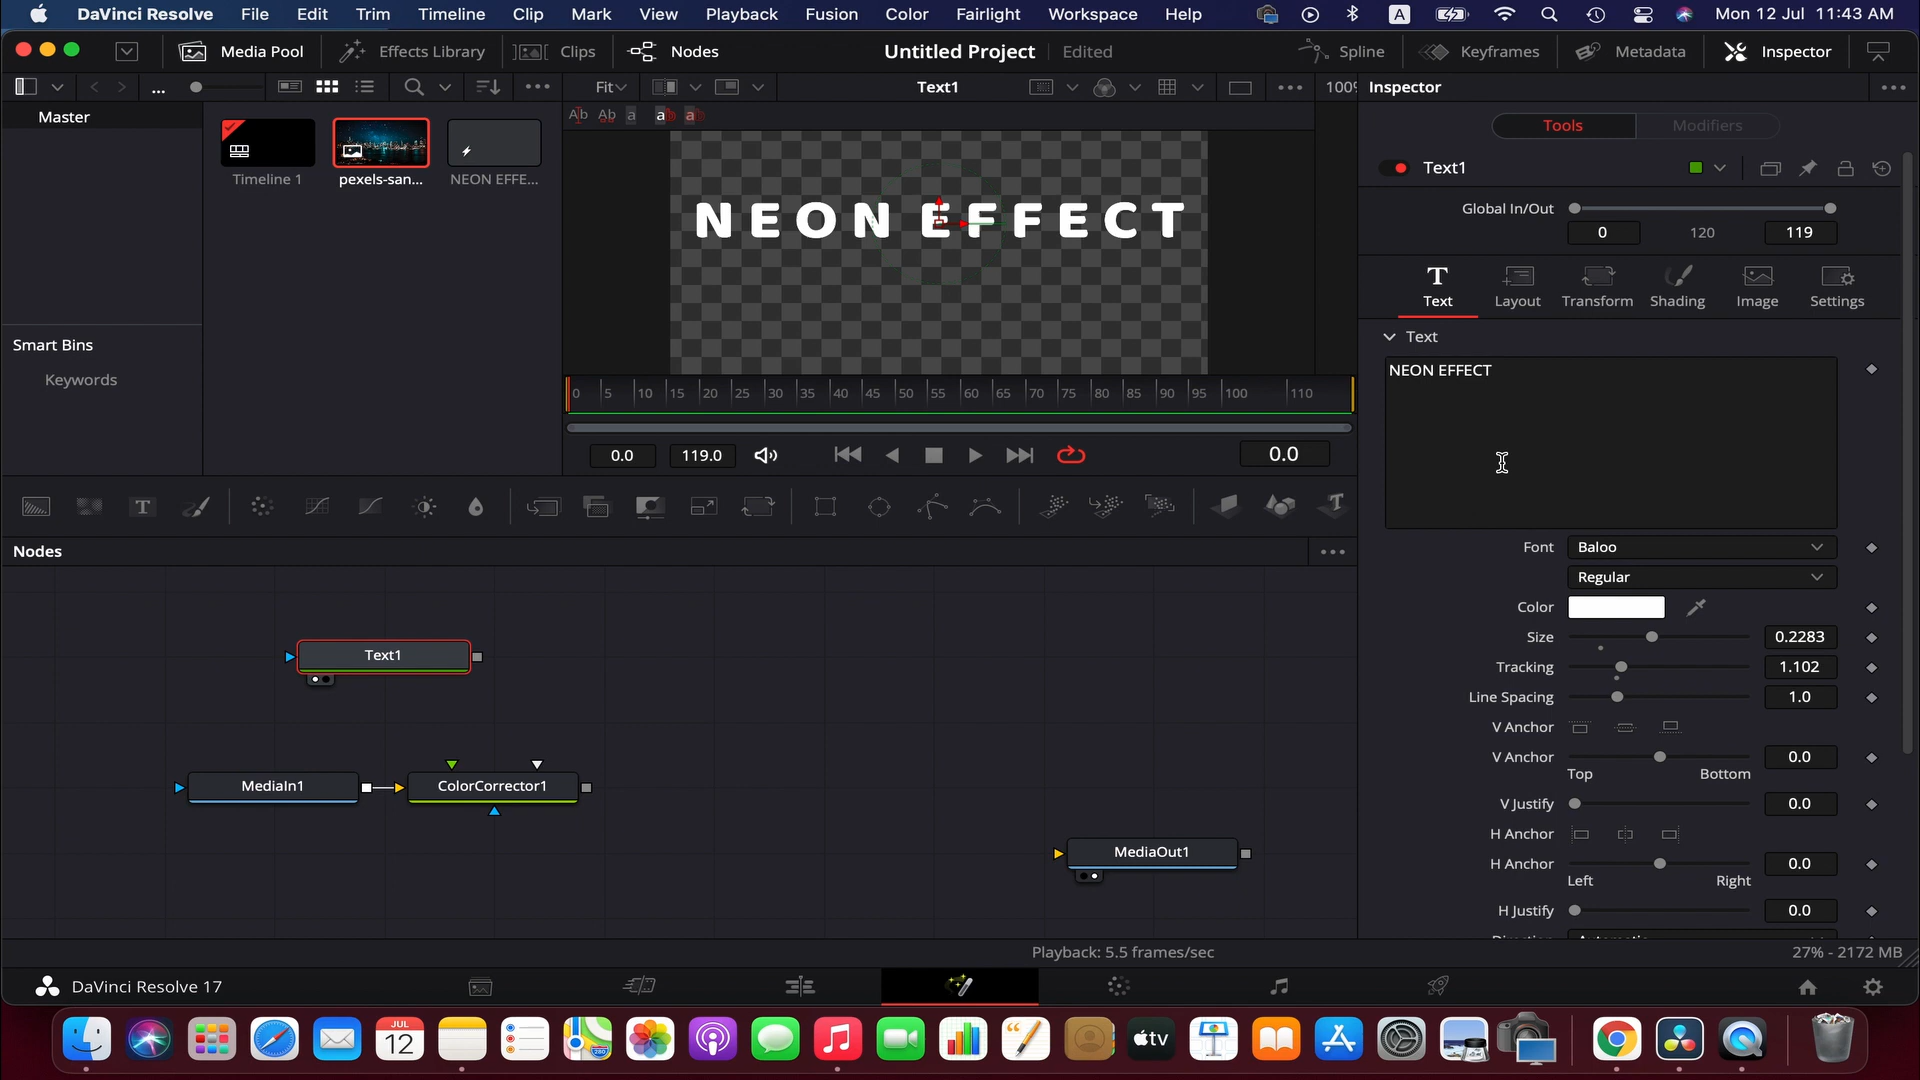 DaVinci Resolve File Edit Trim Timeline Clip Mark View Playback Fusion Color Fairlight Workspace Help A Mon 12 Jul 11:43 AM
Media Pool Effects Library Clips Nodes Untitled Project Edited Spline Keyframes Metadata Inspector
... Fit Text1 100% Inspector
Master
Timeline 1 pexels-san... NEON EFFE...
Smart Bins
Keywords
NEON EFFECT
0 5 10 15 20 25 30 35 40 45 50 55 60 65 70 75 80 85 90 95 100 110
0.0 119.0 0.0
Nodes
Text1
MediaIn1 ColorCorrector1
MediaOut1
Tools Modifiers
Text1
Global In/Out
0 120 119
Text Layout Transform Shading Image Settings
Text
NEON EFFECT
Font Baloo
Regular
Color
Size 0.2283
Tracking 1.102
Line Spacing 1.0
V Anchor
V Anchor 0.0
Top Bottom
V Justify 0.0
H Anchor
H Anchor 0.0
Left Right
H Justify 0.0
Playback: 5.5 frames/sec 27% - 2172 MB
DaVinci Resolve 17
JUL
12
tv